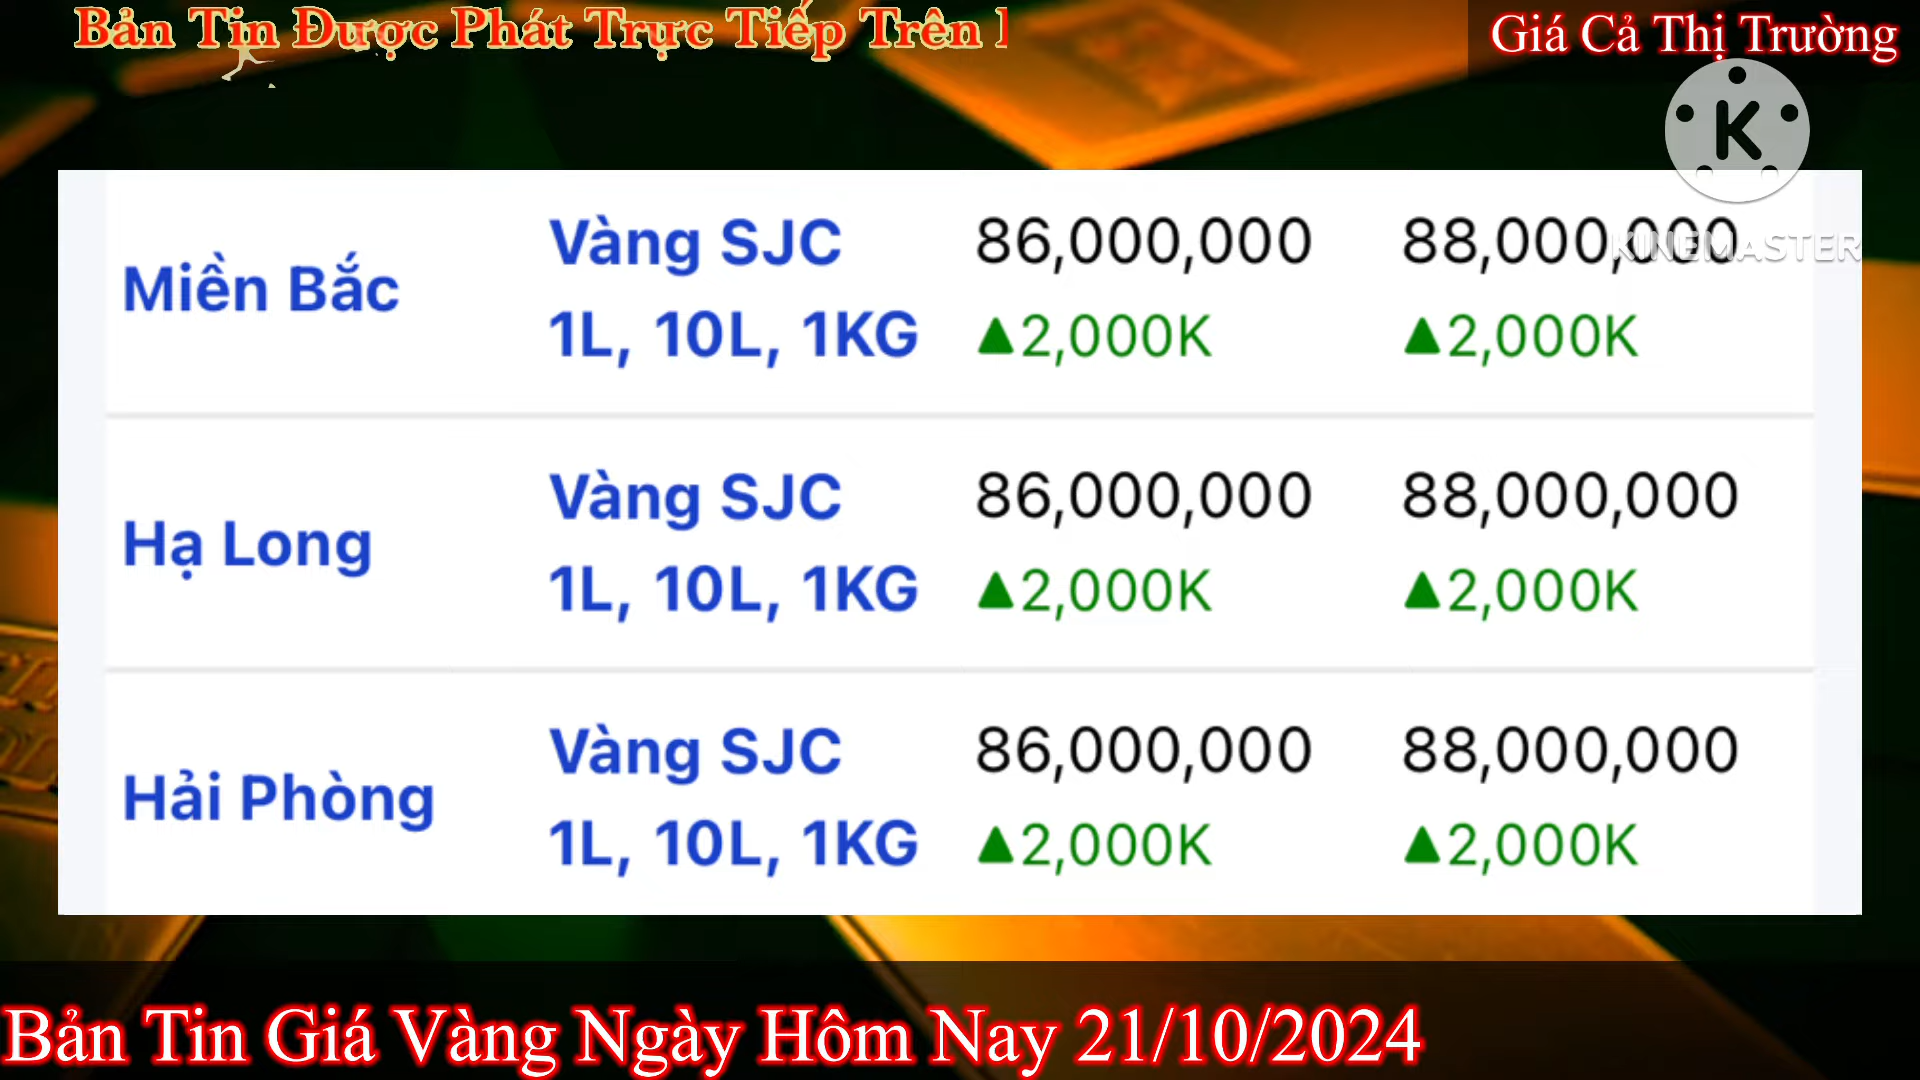 Bản Tin Được Phát Trực Tiếp Trên
Giá Cả Thị Trường
K
KINEMASTER
Miền Bắc
Vàng SJC
1L, 10L, 1KG
86,000,000
▲2,000K
88,000,000
▲2,000K
Hạ Long
Vàng SJC
1L, 10L, 1KG
86,000,000
▲2,000K
88,000,000
▲2,000K
Hải Phòng
Vàng SJC
1L, 10L, 1KG
86,000,000
▲2,000K
88,000,000
▲2,000K
Bản Tin Giá Vàng Ngày Hôm Nay 21/10/2024